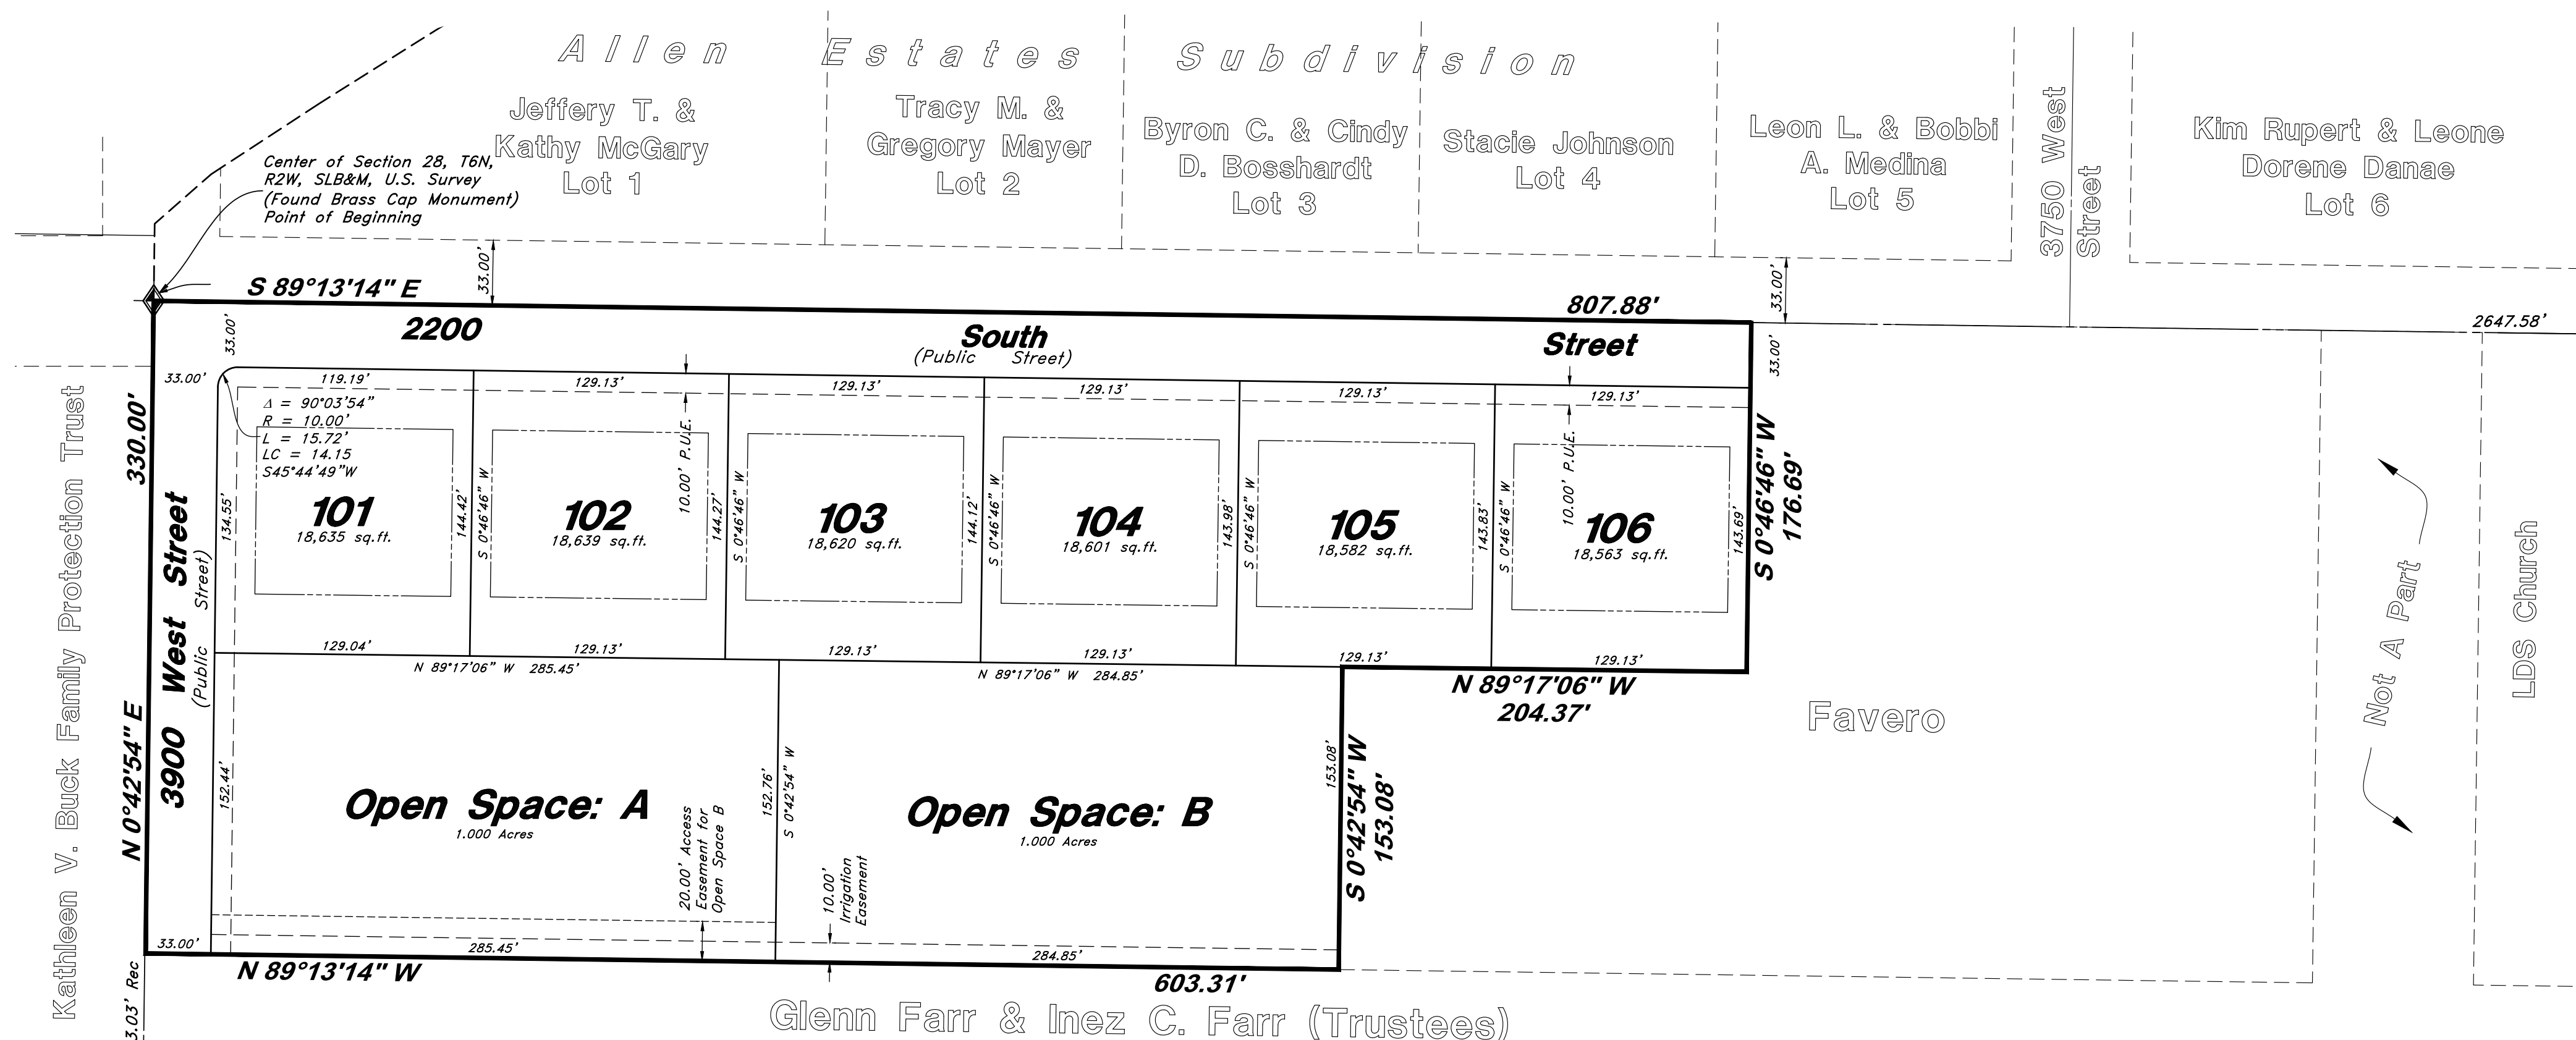 Allen Estates Subdivision
Jeffery T. &
Kathy McGary
Lot 1
Tracy M. &
Gregory Mayer
Lot 2
Byron C. & Cindy
D. Bosshardt
Lot 3
Stacie Johnson
Lot 4
Leon L. & Bobbi
A. Medina
Lot 5
3750 West
Street
Kim Rupert & Leone
Dorene Danae
Lot 6
Center of Section 28, T6N,
R2W, SLB&M, U.S. Survey
(Found Brass Cap Monument)
Point of Beginning
S 89°13'14" E
33.00'
807.88'
33.00'
2647.58'
2200 South Street
(Public Street)
33.00'
33.00'
33.00'
119.19'
129.13'
129.13'
129.13'
129.13'
129.13'
Δ = 90°03'54"
R = 10.00'
L = 15.72'
LC = 14.15
S45°44'49"W
10.00' P.U.E.
10.00' P.U.E.
330.00'
N 0°42'54" E
3900 West Street
(Public Street)
Kathleen V. Buck Family Protection Trust
134.55'
101
18,635 sq.ft.
144.42'
S 0°46'46" W
102
18,639 sq.ft.
144.27'
S 0°46'46" W
103
18,620 sq.ft.
144.12'
S 0°46'46" W
104
18,601 sq.ft.
143.98'
S 0°46'46" W
105
18,582 sq.ft.
143.83'
S 0°46'46" W
106
18,563 sq.ft.
143.69'
S 0°46'46" W
176.69'
129.04'
129.13'
129.13'
129.13'
129.13'
129.13'
N 89°17'06" W 285.45'
N 89°17'06" W 284.85'
N 89°17'06" W
204.37'
Favero
Not A Part
LDS Church
152.44'
Open Space: A
1.000 Acres
20.00' Access
Easement for
Open Space B
152.76'
S 0°42'54" W
10.00'
Irrigation
Easement
Open Space: B
1.000 Acres
153.08'
S 0°42'54" W
153.08'
33.00'
285.45'
284.85'
N 89°13'14" W
603.31'
3.03' Rec
Glenn Farr & Inez C. Farr (Trustees)